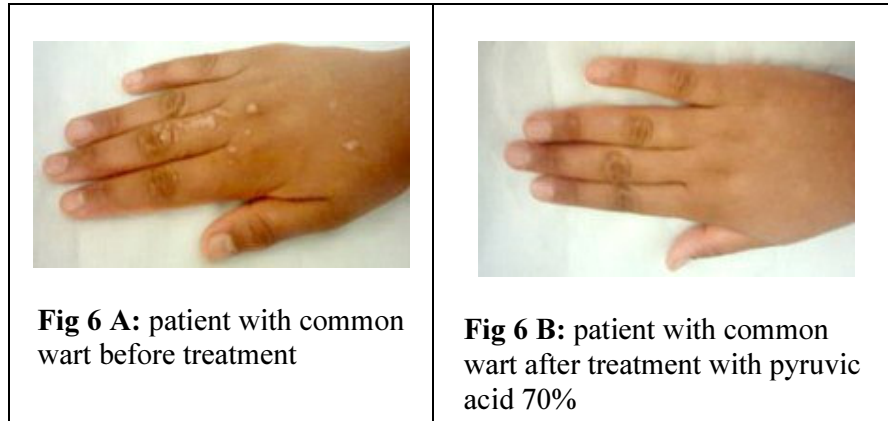 Fig 6 A: patient with common
wart before treatment
Fig 6 B: patient with common
wart after treatment with pyruvic
acid 70%